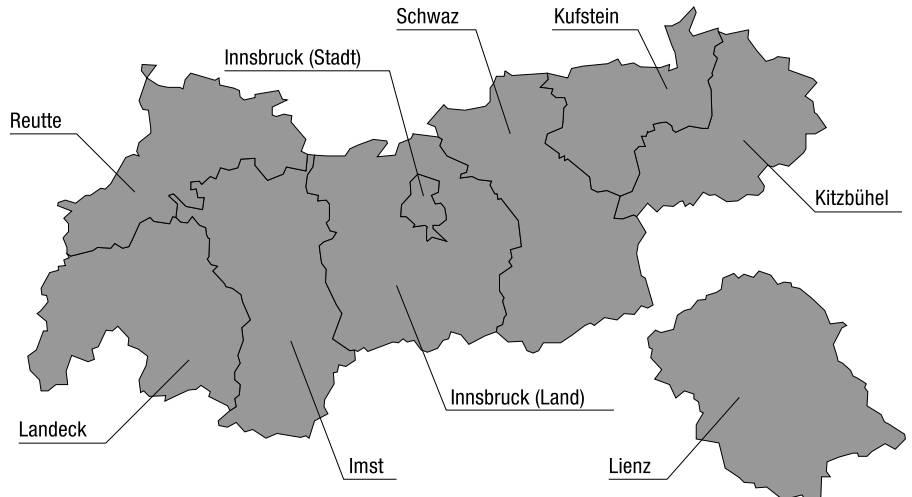 Schwaz
Kufstein
Innsbruck (Stadt)
Reutte
Kitzbühel
Innsbruck (Land)
Landeck
Imst
Lienz